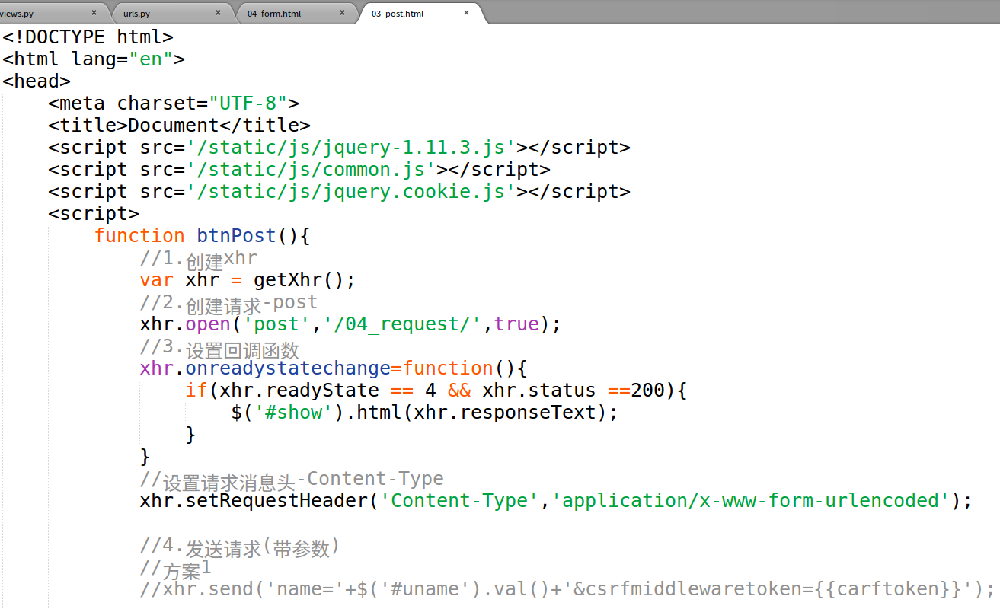 views.py × urls.py × 04_form.html × 03_post.html ×
<!DOCTYPE html>
<html lang="en">
<head>
    <meta charset="UTF-8">
    <title>Document</title>
    <script src='/static/js/jquery-1.11.3.js'></script>
    <script src='/static/js/common.js'></script>
    <script src='/static/js/jquery.cookie.js'></script>
    <script>
        function btnPost(){
            //1.创建xhr
            var xhr = getXhr();
            //2.创建请求-post
            xhr.open('post','/04_request/',true);
            //3.设置回调函数
            xhr.onreadystatechange=function(){
                if(xhr.readyState == 4 && xhr.status ==200){
                    $('#show').html(xhr.responseText);
                }
            }
            //设置请求消息头-Content-Type
            xhr.setRequestHeader('Content-Type','application/x-www-form-urlencoded');
            //4.发送请求(带参数)
            //方案1
            //xhr.send('name='+$('#uname').val()+'&csrfmiddlewaretoken={{carftoken}}');